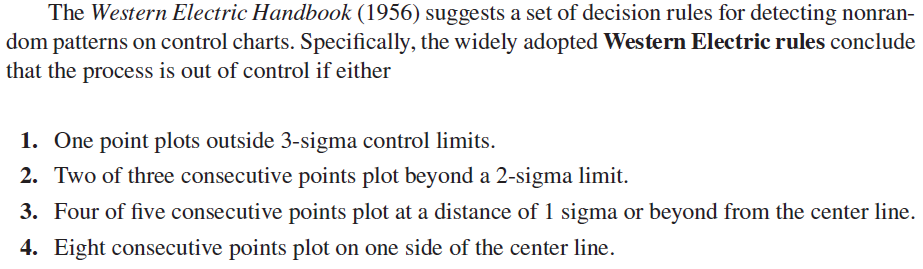 The Western Electric Handbook (1956) suggests a set of decision rules for detecting nonran-
dom patterns on control charts. Specifically, the widely adopted Western Electric rules conclude
that the process is out of control if either
1. One point plots outside 3-sigma control limits.
2. Two of three consecutive points plot beyond a 2-sigma limit.
3. Four of five consecutive points plot at a distance of 1 sigma or beyond from the center line.
4. Eight consecutive points plot on one side of the center line.